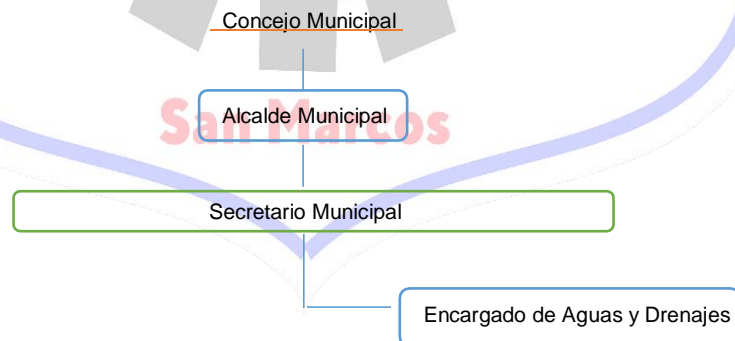 Concejo Municipal
Alcalde Municipal
San Marcos
Secretario Municipal
Encargado de Aguas y Drenajes